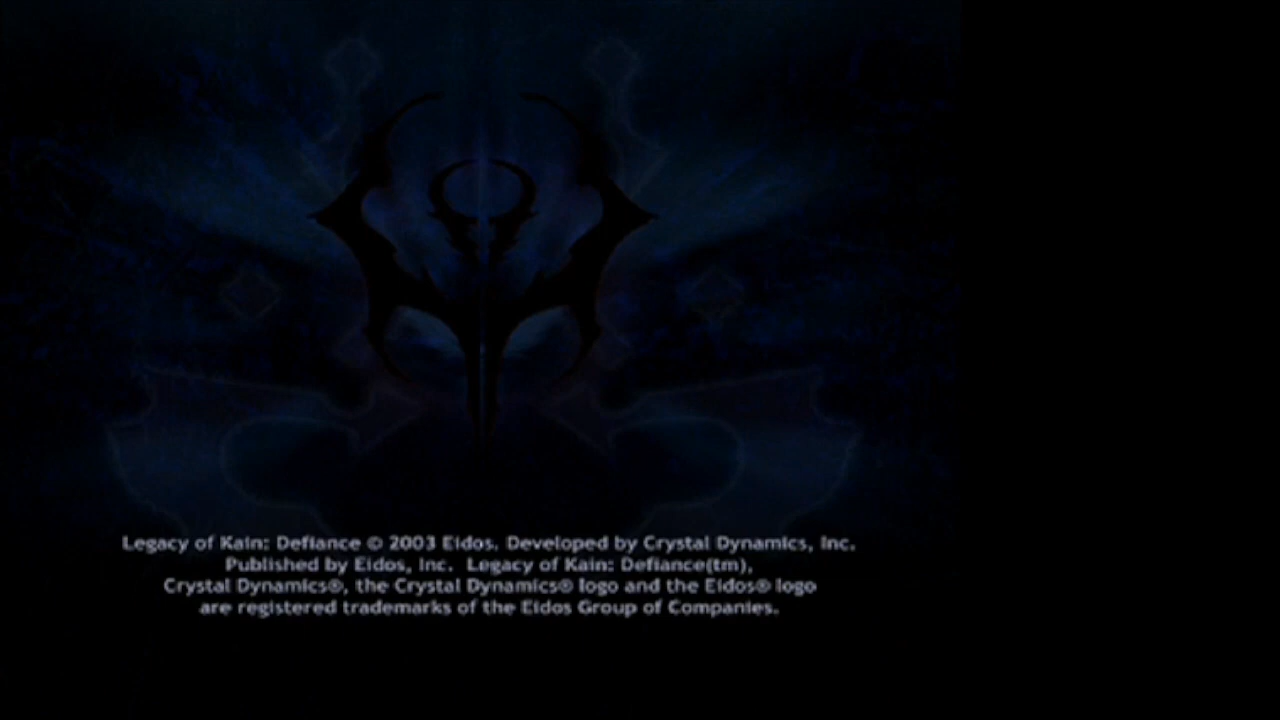 Legacy of Kain: Defiance © 2003 Eidos. Developed by Crystal Dynamics, Inc.
Published by Eidos, Inc. Legacy of Kain: Defiance(tm),
Crystal Dynamics®, the Crystal Dynamics® logo and the Eidos® logo
are registered trademarks of the Eidos Group of Companies.